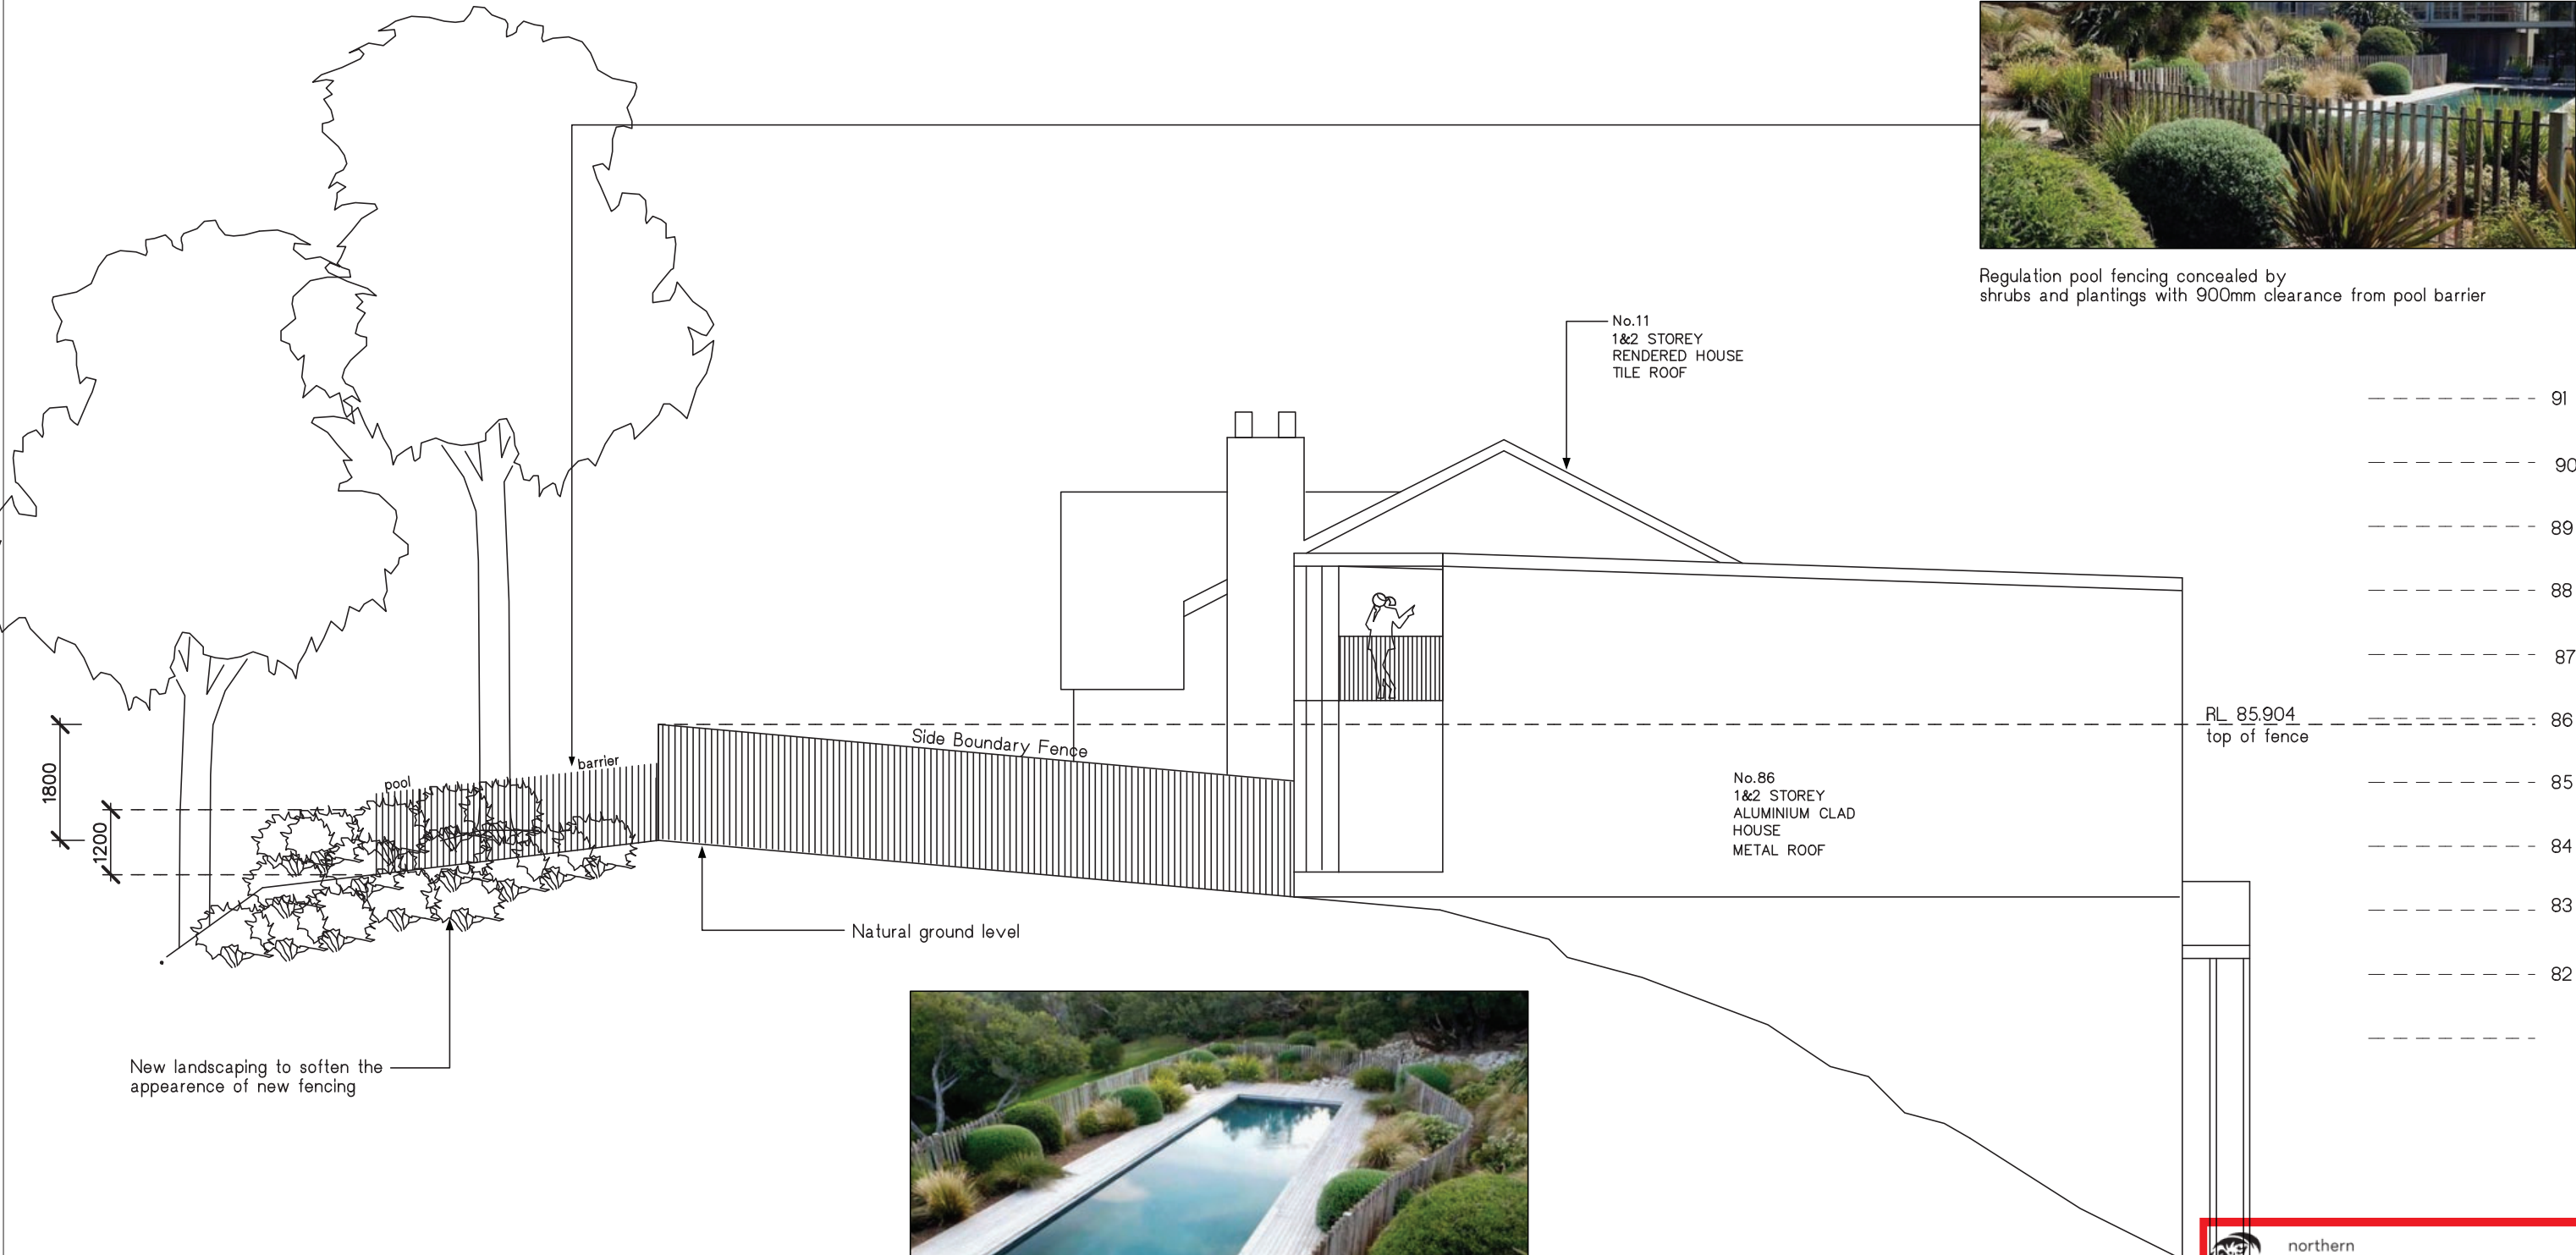 Regulation pool fencing concealed by
shrubs and plantings with 900mm clearance from pool barrier
No.11
1&2 STOREY
RENDERED HOUSE
TILE ROOF
91
90
89
88
87
86
85
84
83
82
RL 85.904
top of fence
Side Boundary Fence
barrier
pool
1800
1200
No.86
1&2 STOREY
ALUMINIUM CLAD
HOUSE
METAL ROOF
Natural ground level
New landscaping to soften the
appearence of new fencing
northern